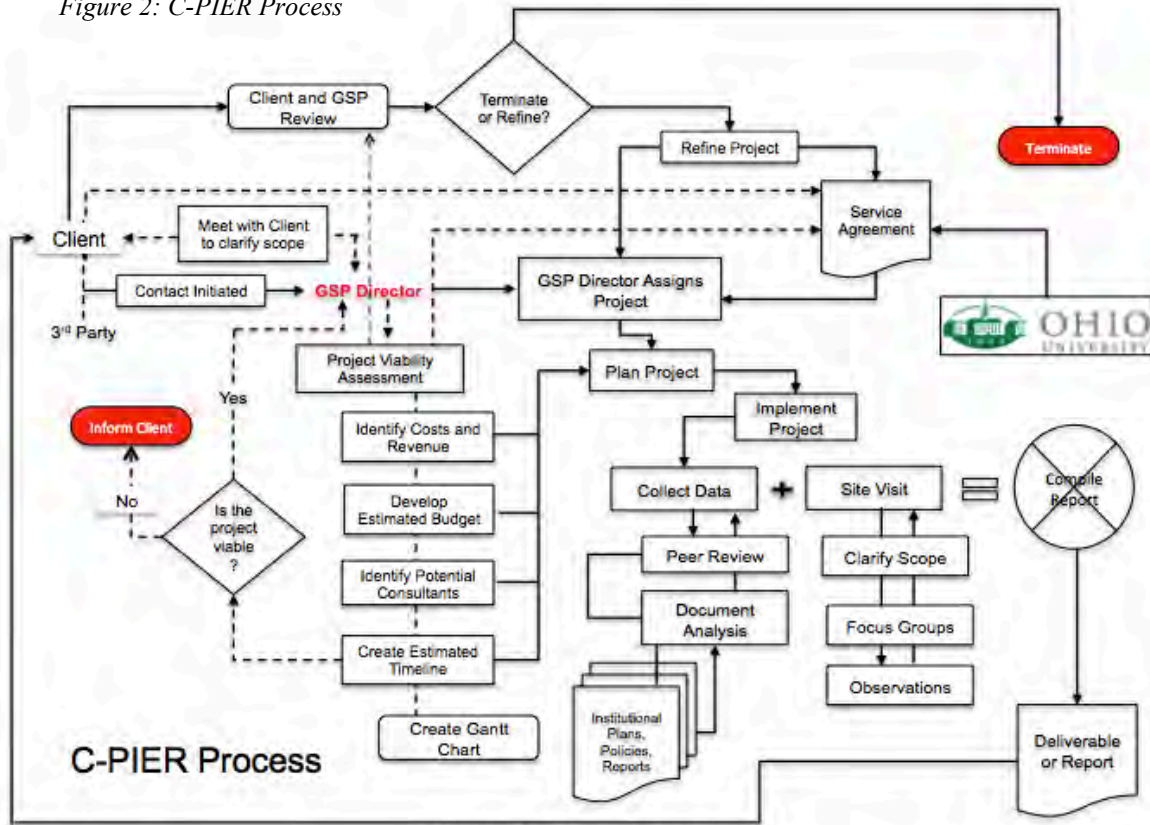 Figure 2: C-PIER Process
Client and GSP
Review
Terminate
or Refine?
Refine Project
Terminate
Service
Agreement
Client
Meet with Client
to clarify scope
Contact Initiated
GSP Director
3rd Party
GSP Director Assigns
Project
OHIO
UNIVERSITY
Project Viability
Assessment
Plan Project
Yes
Inform Client
No
Is the
project
viable
?
Identify Costs and
Revenue
Develop
Estimated Budget
Identify Potential
Consultants
Create Estimated
Timeline
Create Gantt
Chart
Implement
Project
Collect Data
+
Site Visit
=
Compile
Report
Peer Review
Document
Analysis
Institutional
Plans,
Policies,
Reports
Clarify Scope
Focus Groups
Observations
Deliverable
or Report
C-PIER Process